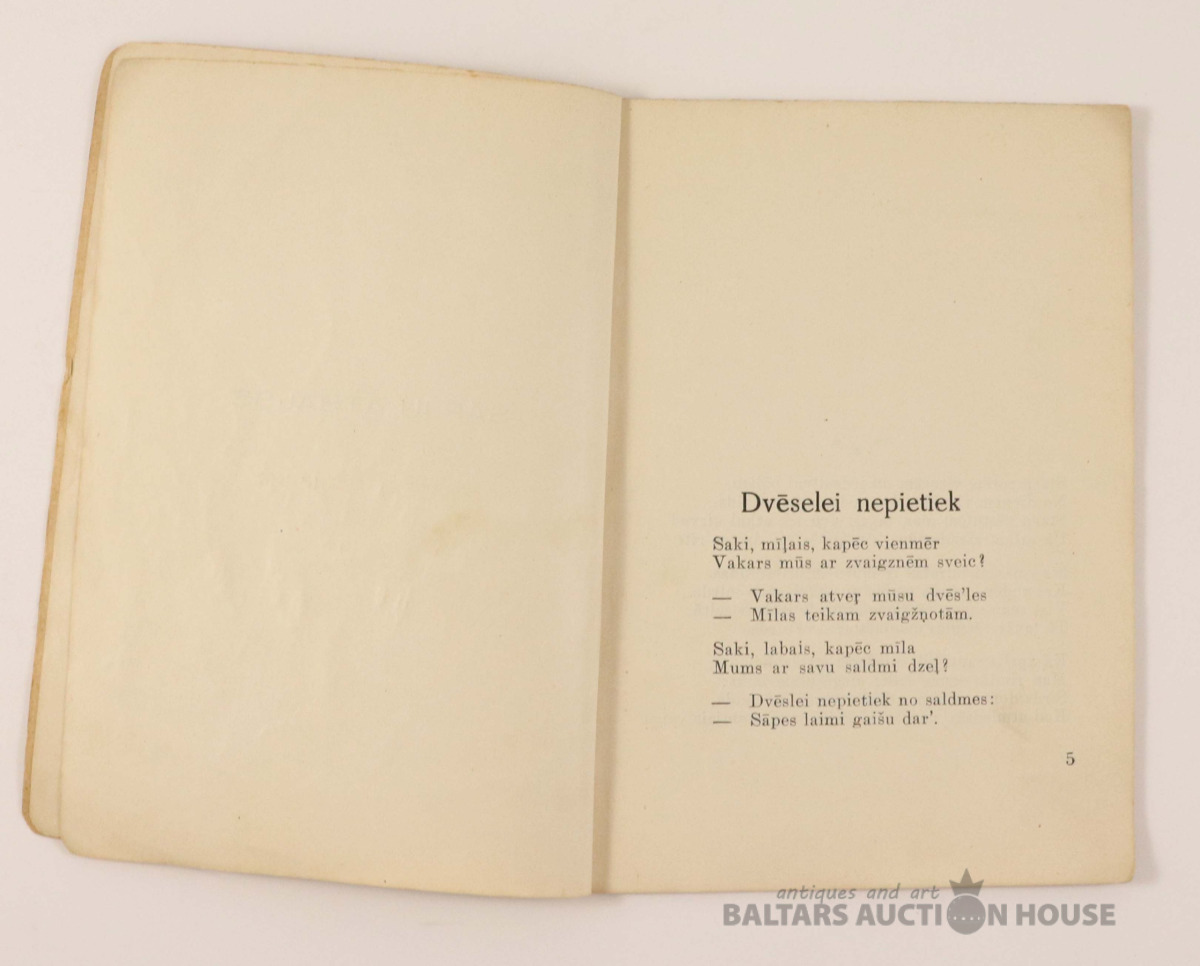 Dvēselei nepietiek
Saki, mīļais, kapēc vienmēr
Vakars mūs ar zvaigznēm sveic?
— Vakars atveŗ mūsu dvēs'les
— Mīlas teikam zvaigžņotām.
Saki, labais, kapēc mīla
Mums ar savu saldmi dzeļ?
— Dvēslei nepietiek no saldmes:
— Sāpes laimi gaišu dar'.
5
antiques and art
BALTARS AUCTION HOUSE